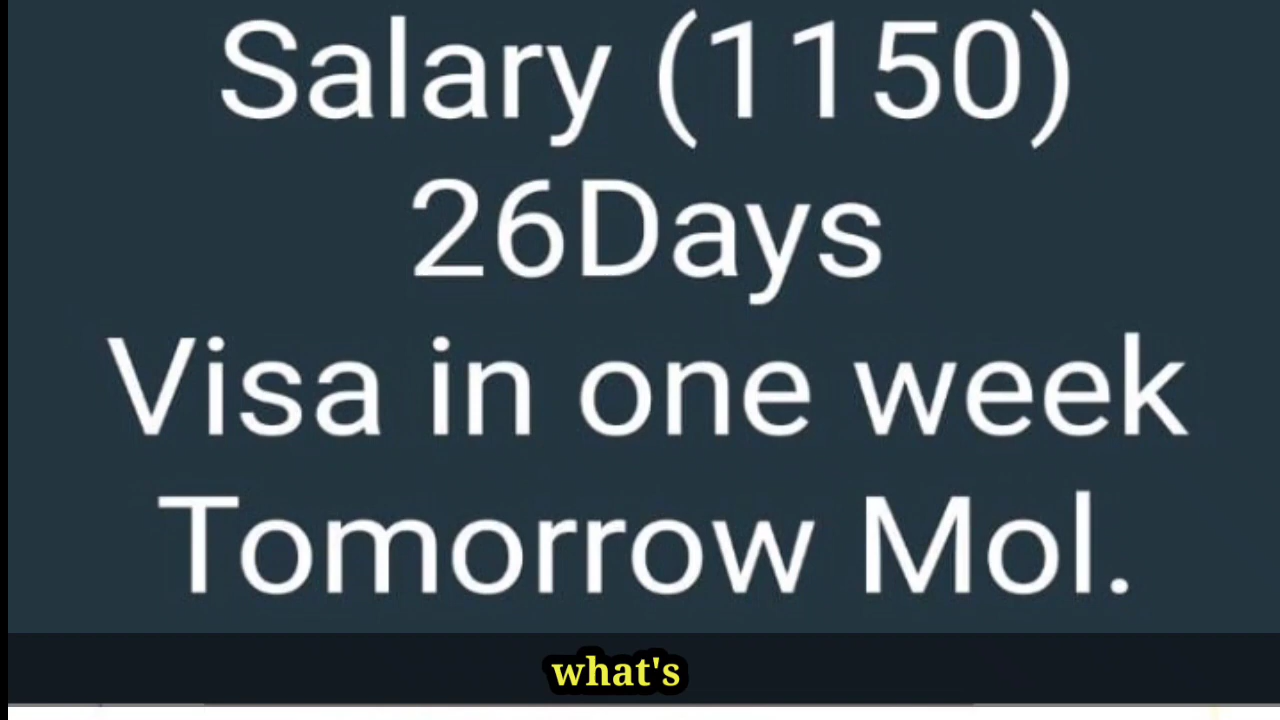 Salary (1150)
26Days
Visa in one week
Tomorrow Mol.
what's